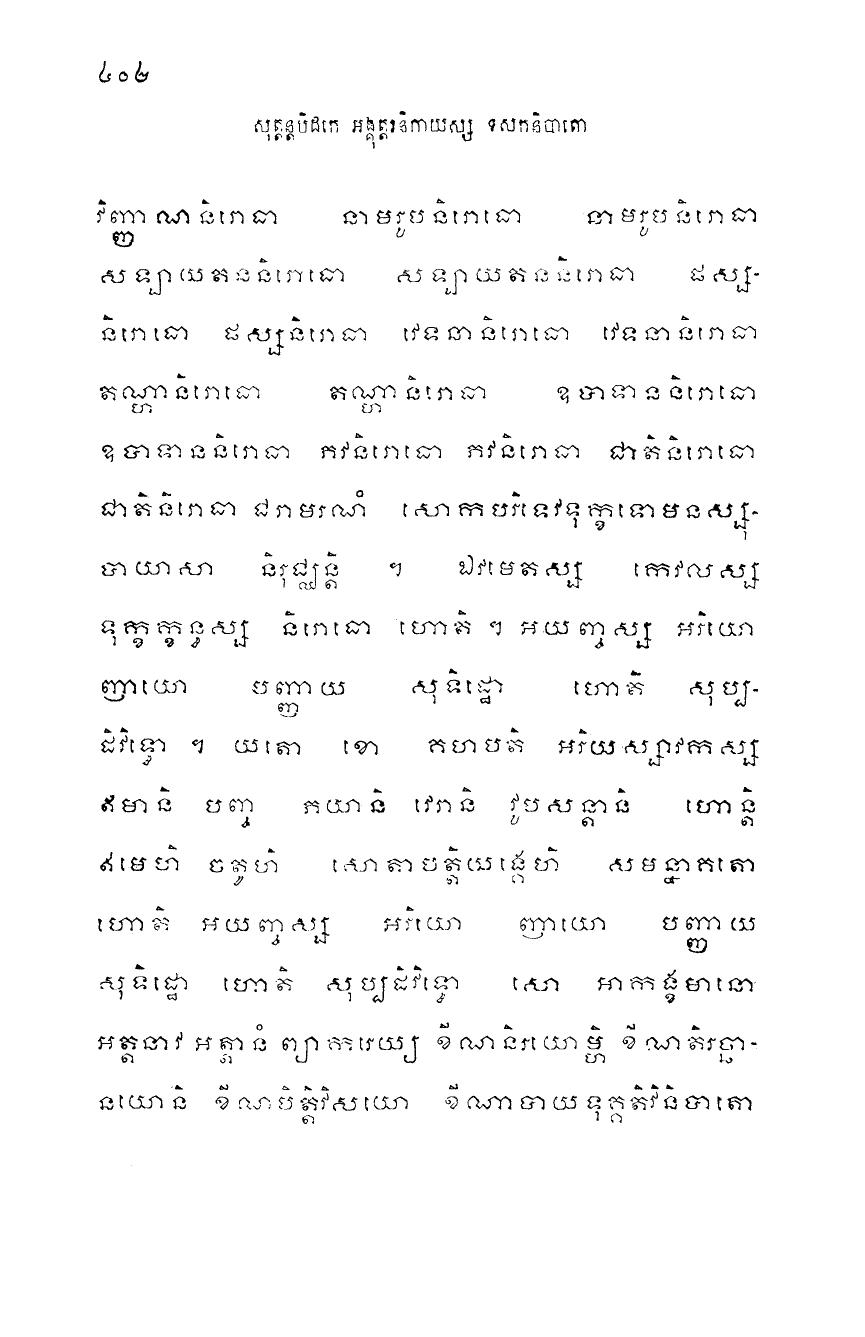 ៤០២
សុត្តន្តបិដកេ អង្គុត្តរនិកាយស្ស ទសកនិបាតោ
វិញ្ញាណនិរោធា នាមរូបនិរោធោ នាមរូបនិរោធា
សឡាយតននិរោធោ សឡាយតននិរោធា ផស្ស-
និរោធោ ផស្សនិរោធា វេទនានិរោធោ វេទនានិរោធា
តណ្ហានិរោធោ តណ្ហានិរោធា ឧបាទាននិរោធោ
ឧបាទាននិរោធា ភវនិរោធោ ភវនិរោធា ជាតិនិរោធោ
ជាតិនិរោធា ជរាមរណំ សោកបរិទេវទុក្ខទោមនស្សុ-
បាយាសា និរុជ្ឈន្តិ ។ ឯវមេតស្ស កេវលស្ស
ទុក្ខក្ខន្ធស្ស និរោធោ ហោតិ ។ អយញ្ចស្ស អរិយោ
ញាយោ បញ្ញាយ សុទិដ្ឋោ ហោតិ សុប្ប-
ដិវិទ្ធោ ។ យតោ ខោ គហបតិ អរិយស្សាវកស្ស
ឥមានិ បញ្ច ភយានិ វេរានិ វូបសន្តានិ ហោន្តិ
ឥមេហិ ចតូហិ សោតាបត្តិយង្គេហិ សមន្នាគតោ
ហោតិ អយញ្ចស្ស អរិយោ ញាយោ បញ្ញាយ
សុទិដ្ឋោ ហោតិ សុប្បដិវិទ្ធោ សោ អាកង្ខមានោ
អត្តនាវ អត្តានំ ព្យាករេយ្យ ខីណនិរយោម្ហិ ខីណតិរច្ឆា-
នយោនិ ខីណបិត្តិវិសយោ ខីណាបាយទុគ្គតិវិនិបាតោ